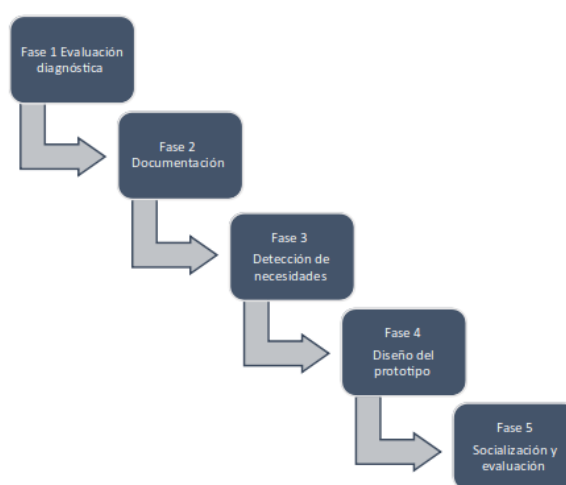 Fase 1 Evaluación
diagnóstica
Fase 2
Documentación
Fase 3
Detección de
necesidades
Fase 4
Diseño del
prototipo
Fase 5
Socialización y
evaluación